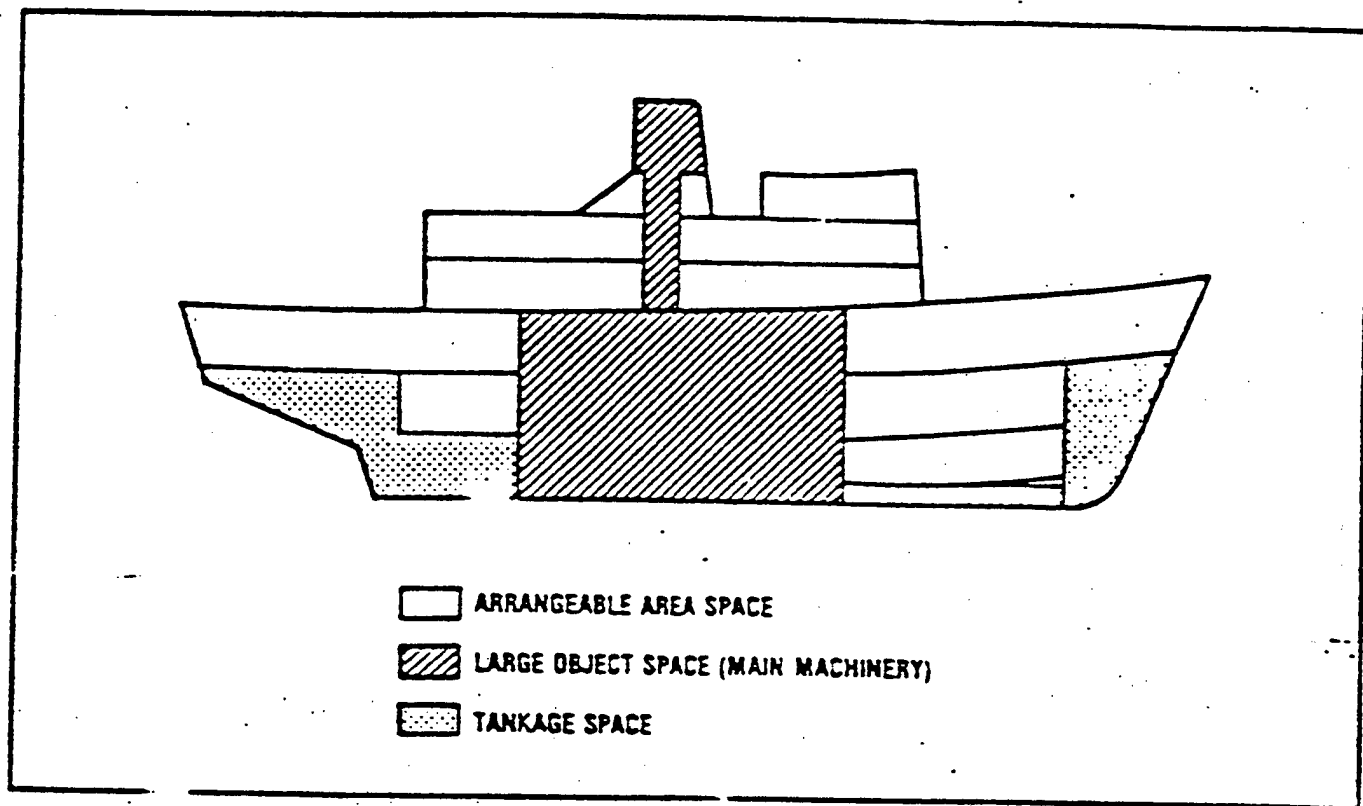 ARRANGEABLE AREA SPACE
LARGE OBJECT SPACE (MAIN MACHINERY)
TANKAGE SPACE